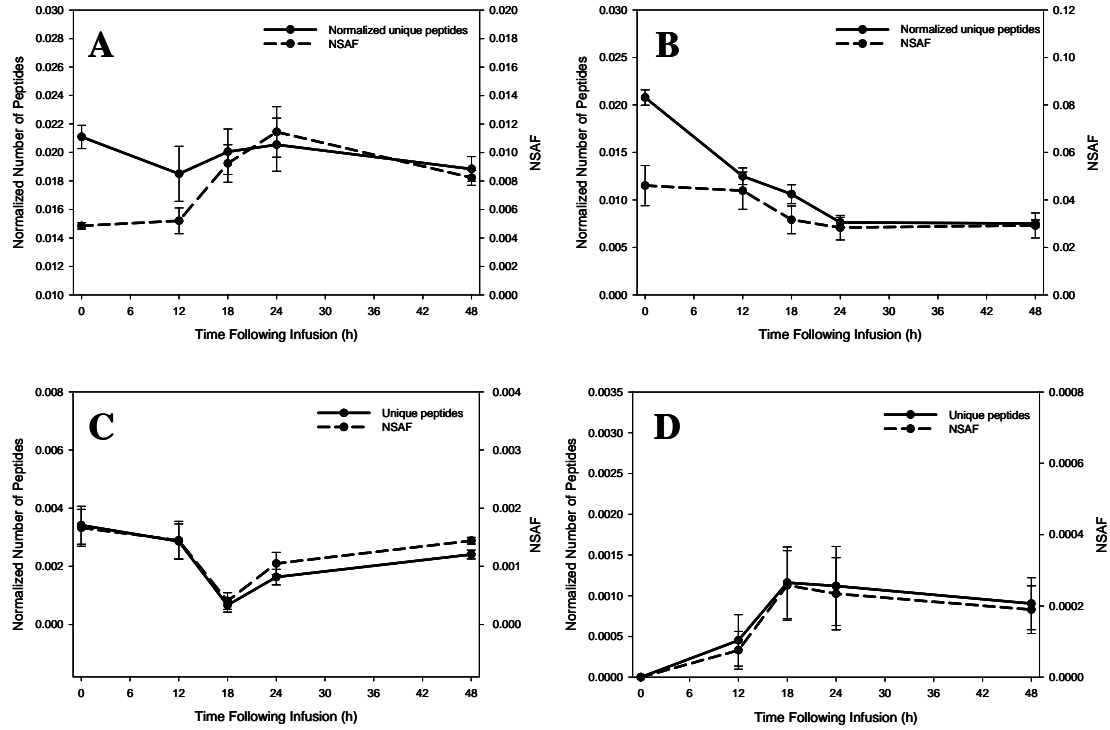 A
Normalized unique peptides
NSAF
0.030
0.028
0.026
0.024
0.022
0.020
0.018
0.016
0.014
0.012
0.010
Normalized Number of Peptides
0.020
0.018
0.016
0.014
0.012
0.010
0.008
0.006
0.004
0.002
0.000
NSAF
0 6 12 18 24 30 36 42 48
Time Following Infusion (h)
B
Normalized unique peptides
NSAF
0.030
0.025
0.020
0.015
0.010
0.005
0.000
Normalized Number of Peptides
0.12
0.10
0.08
0.06
0.04
0.02
0.00
NSAF
0 6 12 18 24 30 36 42 48
Time Following Infusion (h)
C
Unique peptides
NSAF
0.008
0.006
0.004
0.002
0.000
Normalized Number of Peptides
0.004
0.003
0.002
0.001
0.000
NSAF
0 6 12 18 24 30 36 42 48
Time Following Infusion (h)
D
Unique peptides
NSAF
0.0035
0.0030
0.0025
0.0020
0.0015
0.0010
0.0005
0.0000
Normalized Number of Peptides
0.0008
0.0006
0.0004
0.0002
0.0000
NSAF
0 6 12 18 24 30 36 42 48
Time Following Infusion (h)